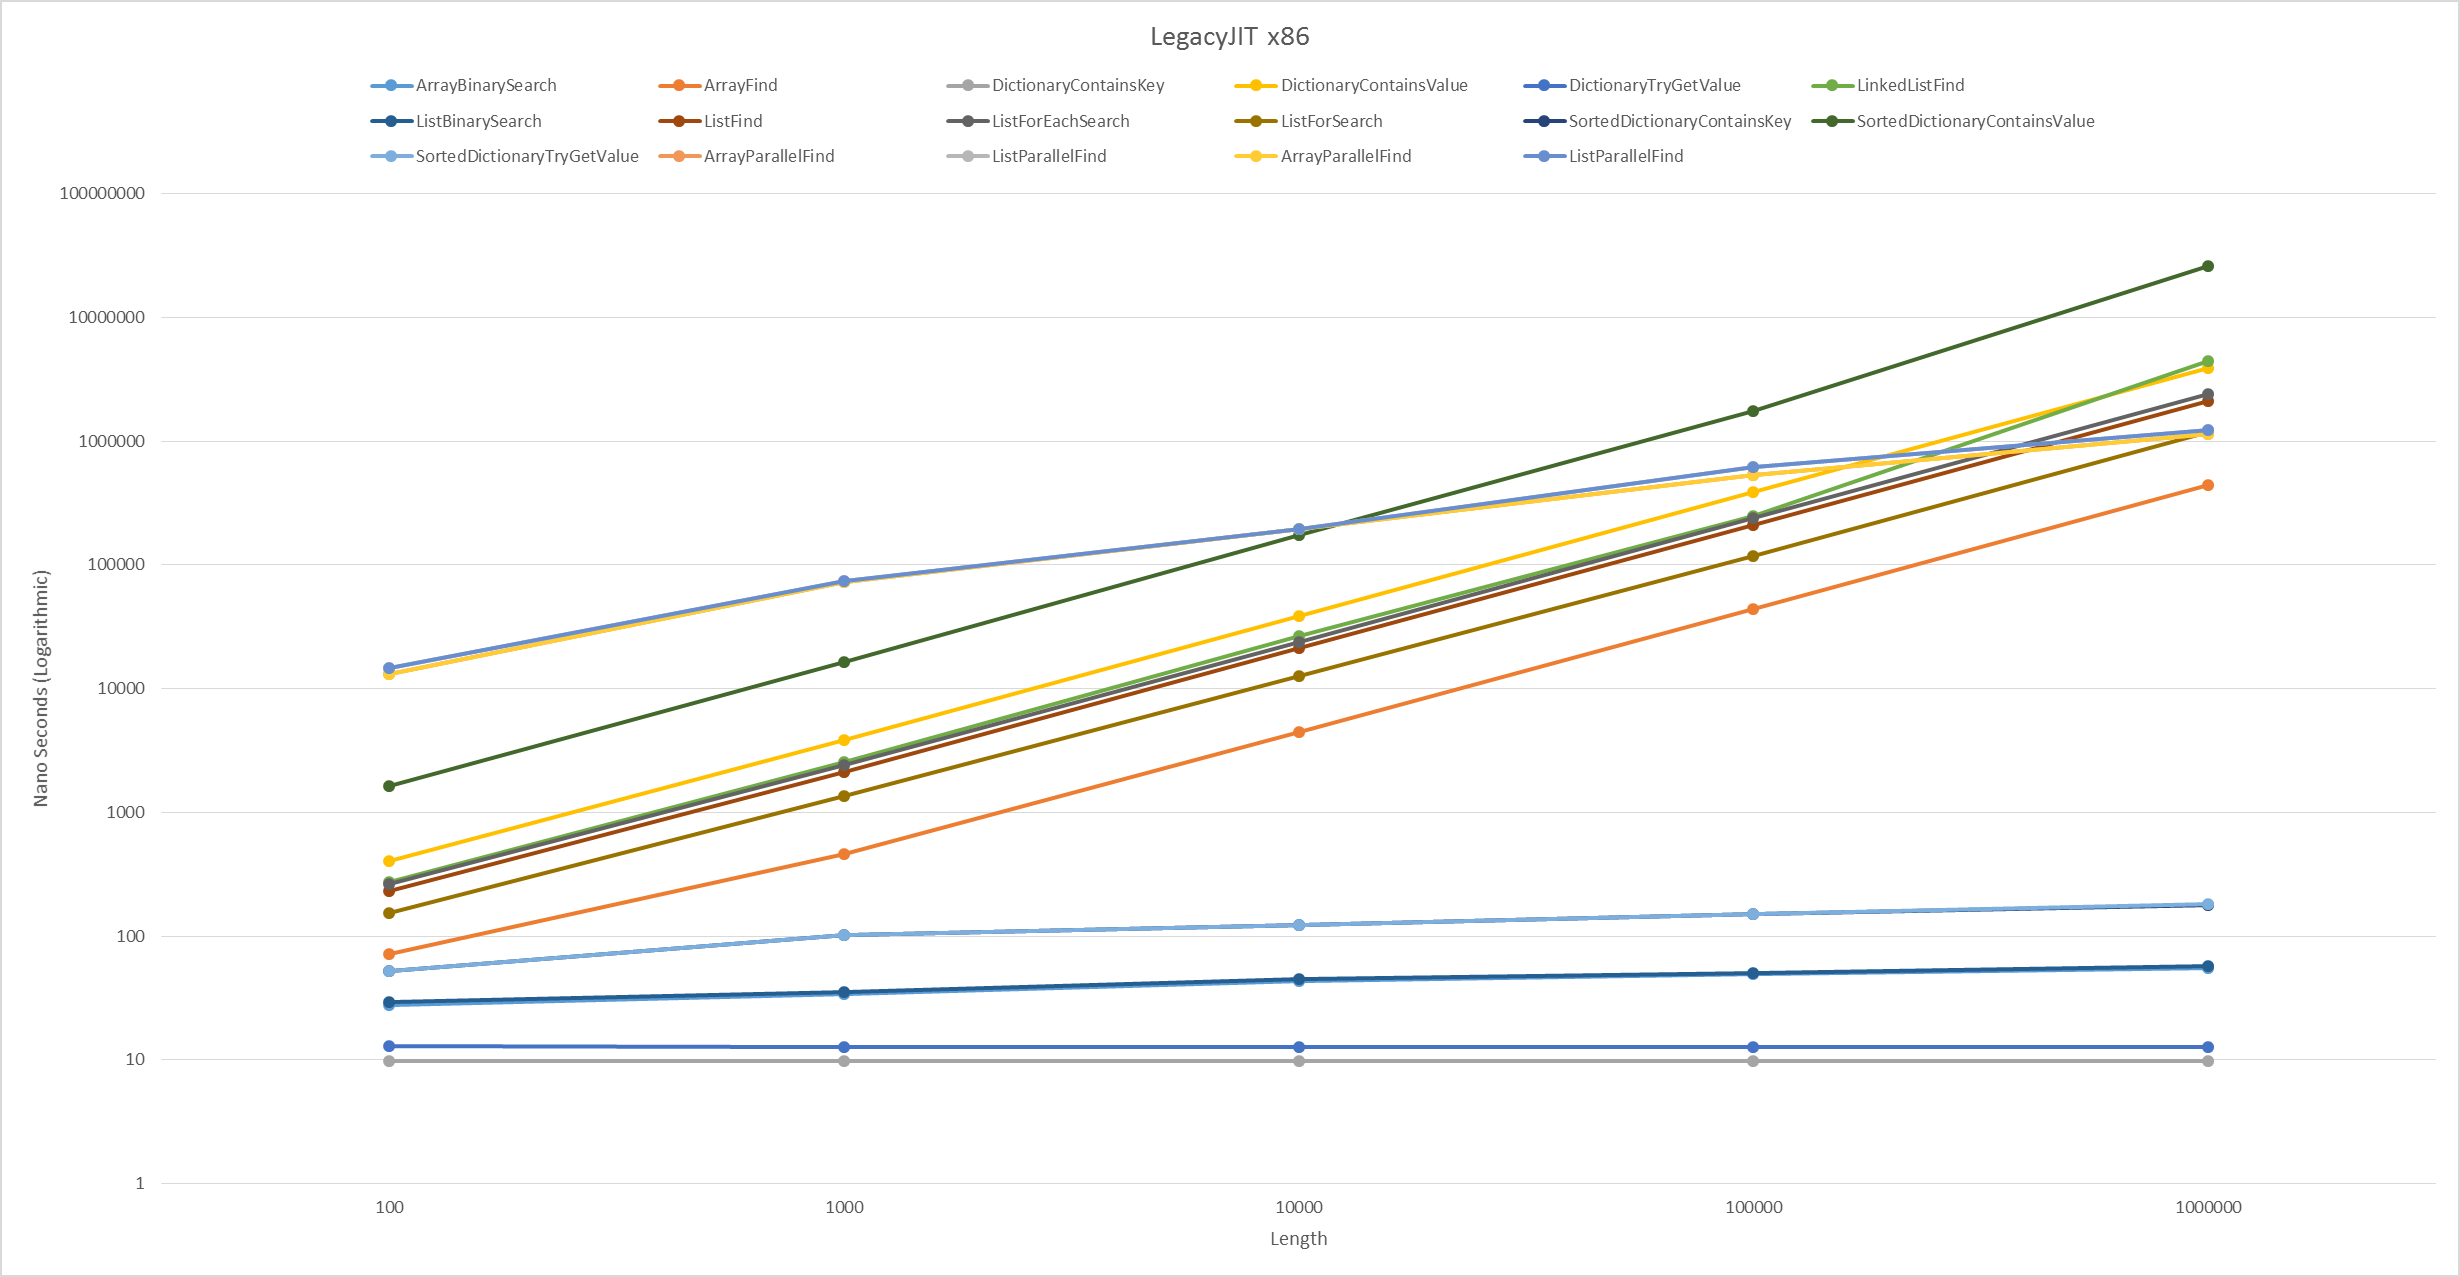 LegacyJIT x86
ArrayBinarySearch ArrayFind DictionaryContainsKey DictionaryContainsValue DictionaryTryGetValue LinkedListFind
ListBinarySearch ListFind ListForEachSearch ListForSearch SortedDictionaryContainsKey SortedDictionaryContainsValue
SortedDictionaryTryGetValue ArrayParallelFind ListParallelFind ArrayParallelFind ListParallelFind
100000000
10000000
1000000
100000
10000
1000
100
10
1
Nano Seconds (Logarithmic)
100 1000 10000 100000 1000000
Length